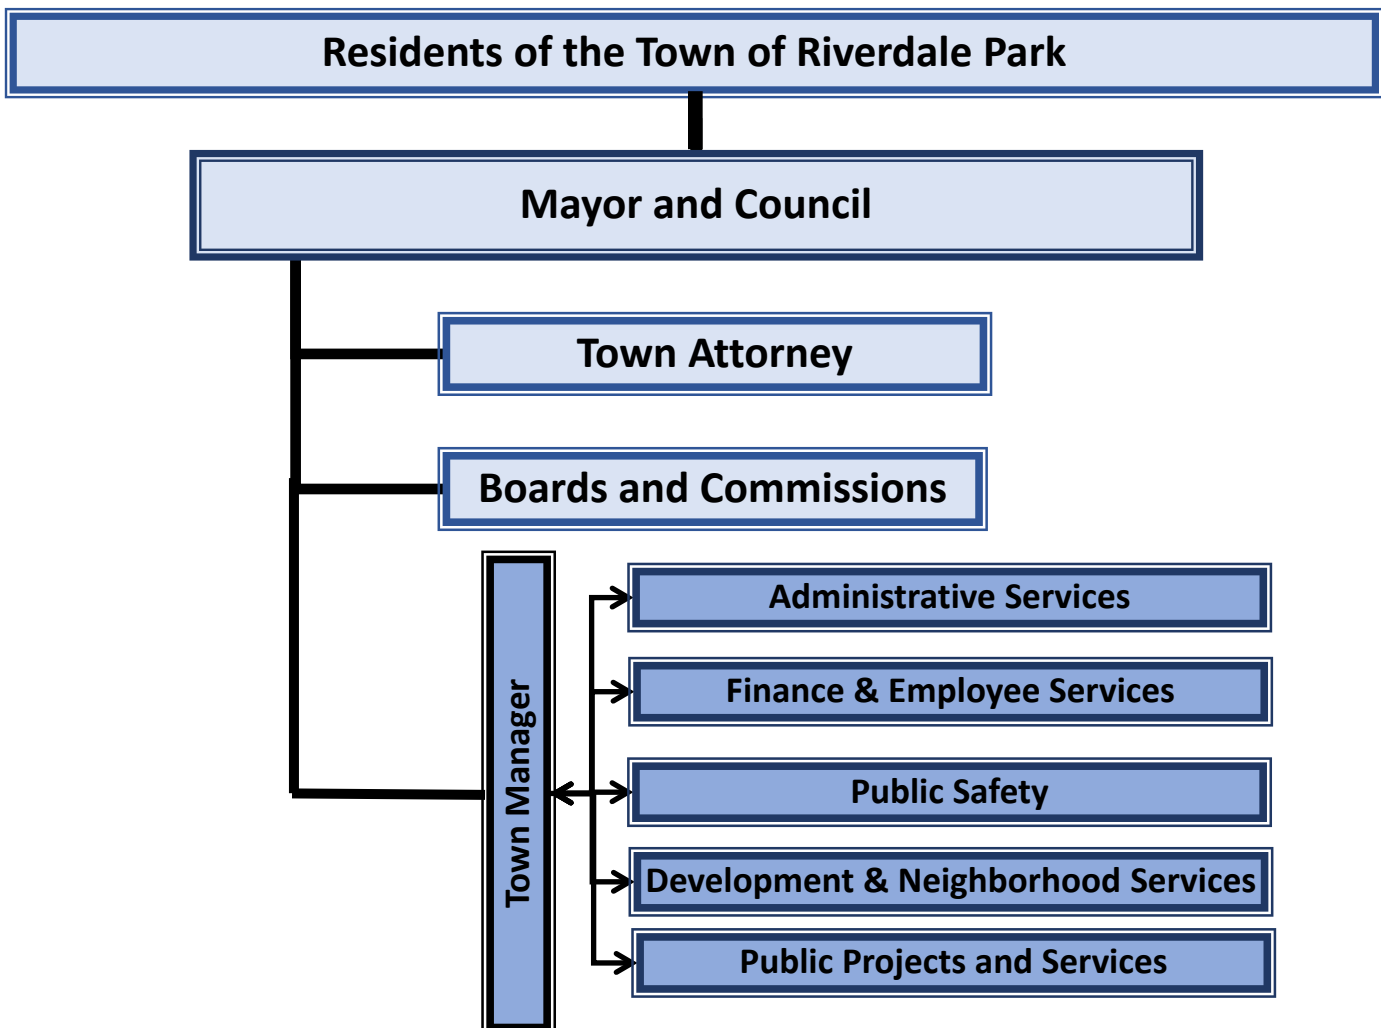 Residents of the Town of Riverdale Park
Mayor and Council
Town Attorney
Boards and Commissions
Town Manager
Administrative Services
Finance & Employee Services
Public Safety
Development & Neighborhood Services
Public Projects and Services